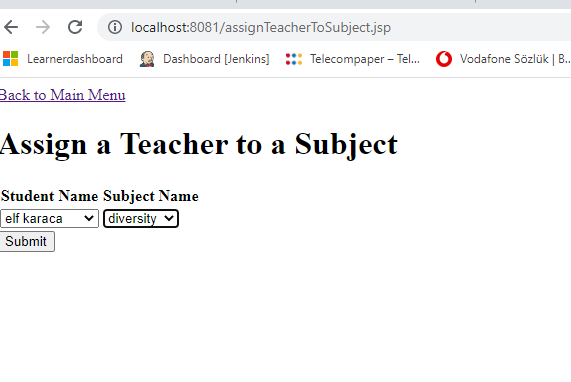 localhost:8081/assignTeacherToSubject.jsp
Learnerdashboard Dashboard [Jenkins] Telecompaper – Tel... Vodafone Sözlük | B...
Back to Main Menu
Assign a Teacher to a Subject
Student Name Subject Name
elf karaca diversity
Submit